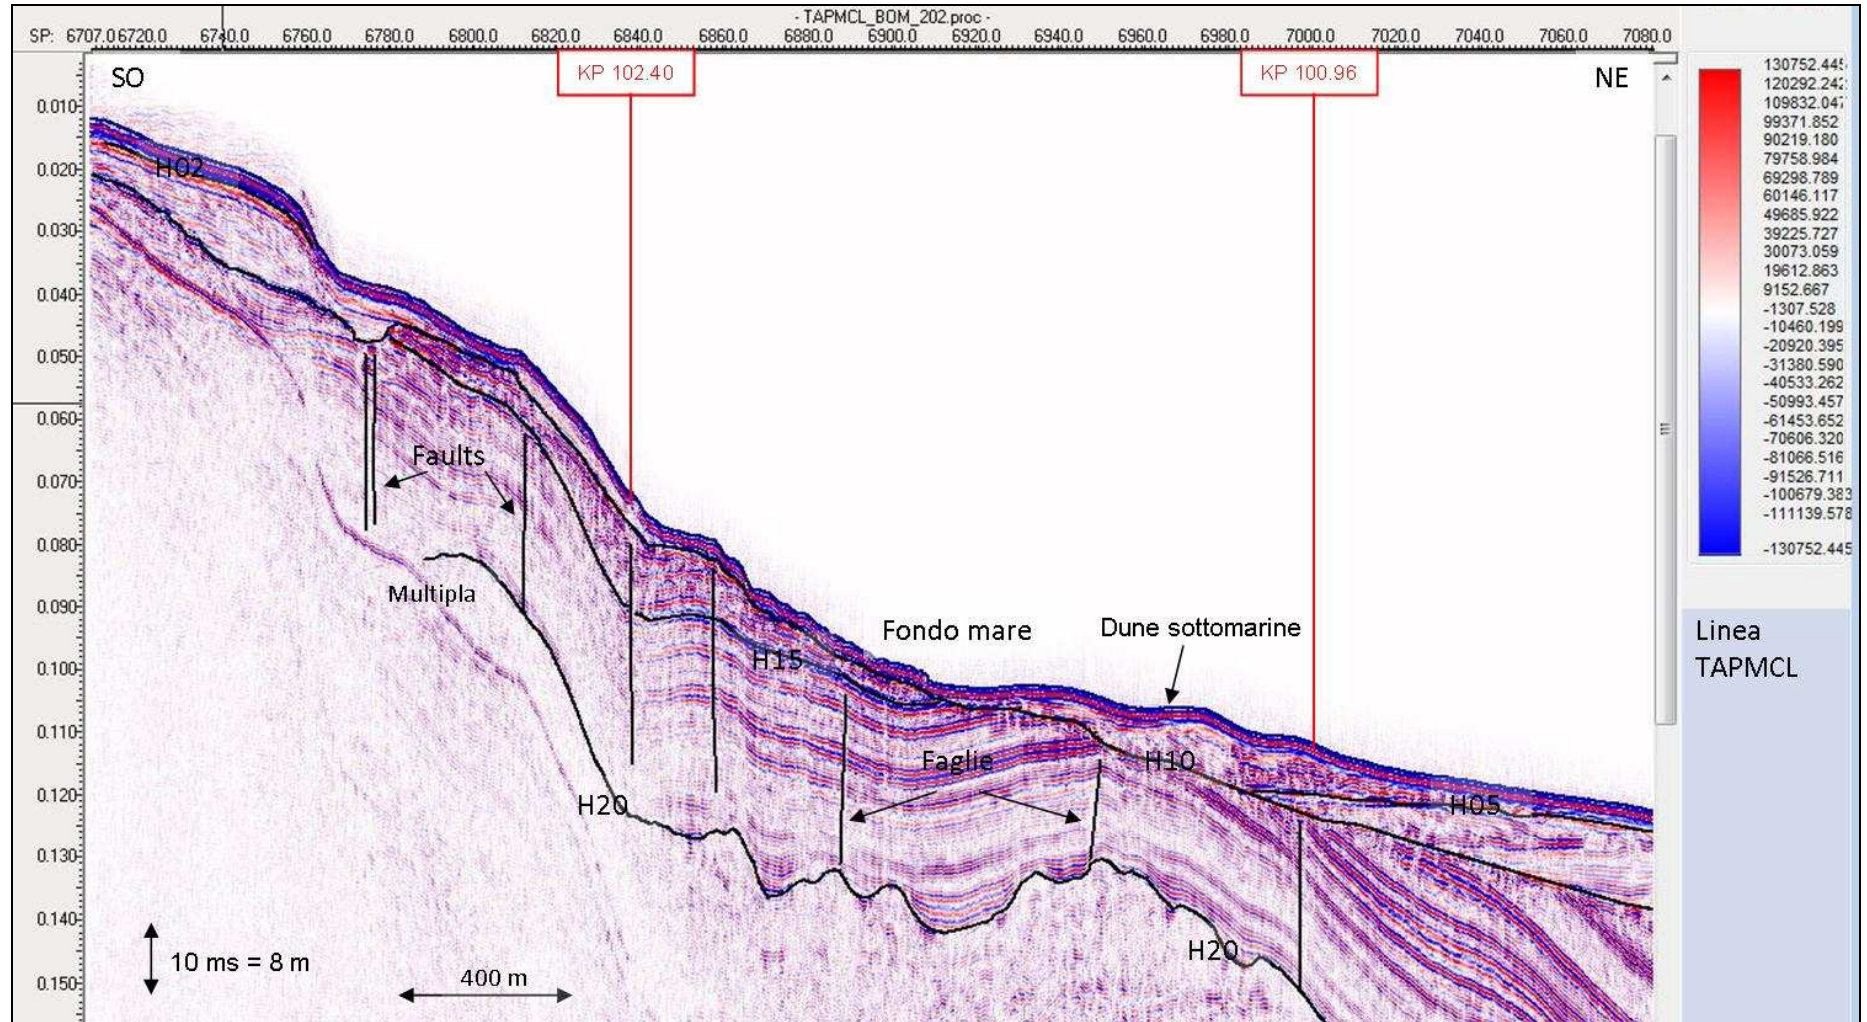 - TAPMCL_BOM_202.proc -
SP: 6707.0 6720.0 6740.0 6760.0 6780.0 6800.0 6820.0 6840.0 6860.0 6880.0 6900.0 6920.0 6940.0 6960.0 6980.0 7000.0 7020.0 7040.0 7060.0 7080.0
SO
KP 102.40
KP 100.96
NE
0.010
0.020
0.030
0.040
0.050
0.060
0.070
0.080
0.090
0.100
0.110
0.120
0.130
0.140
0.150
H02
Faults
Multipla
Fondo mare
Dune sottomarine
H15
Faglie
H10
H20
H05
H20
10 ms = 8 m
400 m
130752.445
120292.242
109832.047
99371.852
90219.180
79758.984
69298.789
60146.117
49685.922
39225.727
30073.059
19612.863
9152.667
-1307.528
-10460.199
-20920.395
-31380.590
-40533.262
-50993.457
-61453.652
-70606.320
-81066.516
-91526.711
-100679.383
-111139.578
-130752.445
Linea
TAPMCL